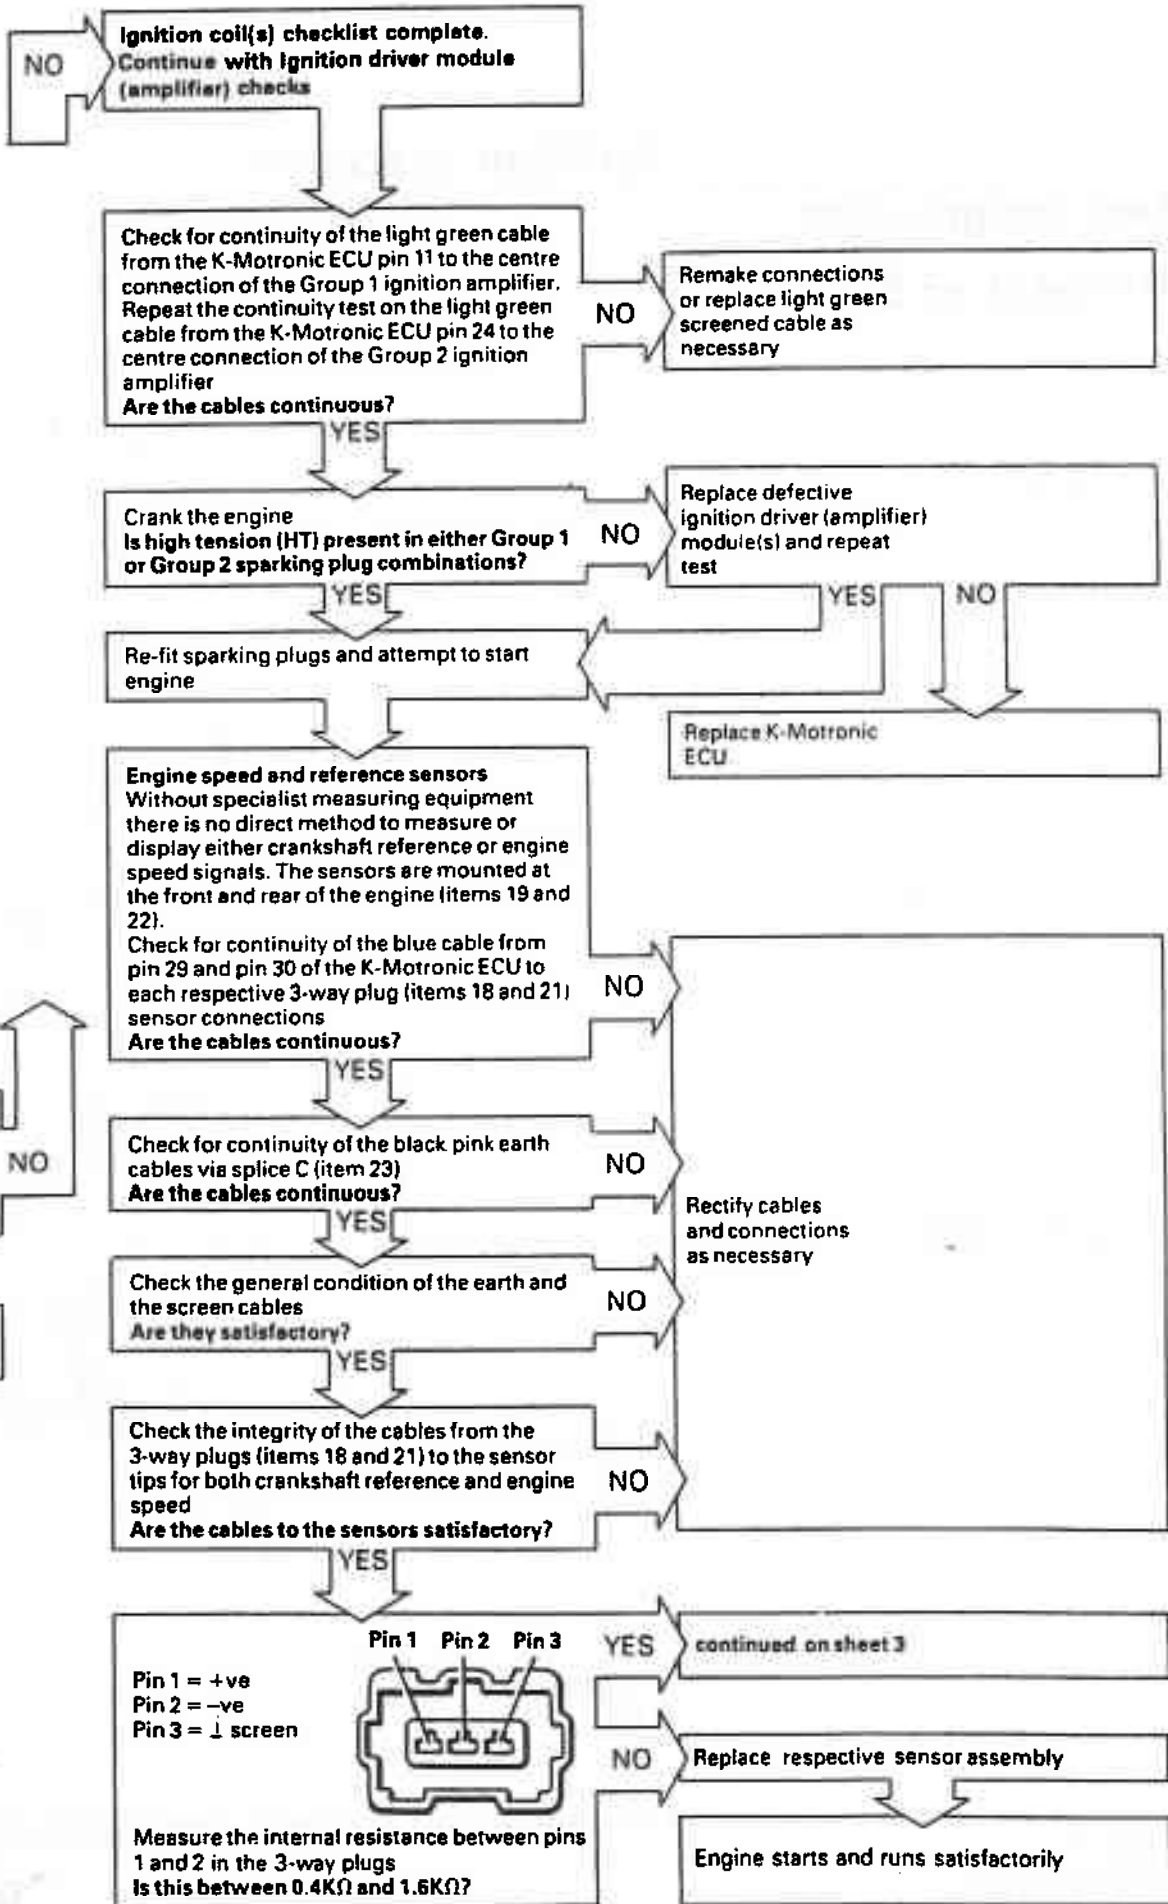 NO
Ignition coil(s) checklist complete.
Continue with Ignition driver module
(amplifier) checks
Check for continuity of the light green cable
from the K-Motronic ECU pin 11 to the centre
connection of the Group 1 ignition amplifier.
Repeat the continuity test on the light green
cable from the K-Motronic ECU pin 24 to the
centre connection of the Group 2 ignition
amplifier
Are the cables continuous?
NO
Remake connections
or replace light green
screened cable as
necessary
YES
Crank the engine
Is high tension (HT) present in either Group 1
or Group 2 sparking plug combinations?
NO
Replace defective
ignition driver (amplifier)
module(s) and repeat
test
YES
YES
NO
Re-fit sparking plugs and attempt to start
engine
Replace K-Motronic
ECU
Engine speed and reference sensors
Without specialist measuring equipment
there is no direct method to measure or
display either crankshaft reference or engine
speed signals. The sensors are mounted at
the front and rear of the engine (items 19 and
22).
Check for continuity of the blue cable from
pin 29 and pin 30 of the K-Motronic ECU to
each respective 3-way plug (items 18 and 21)
sensor connections
Are the cables continuous?
NO
YES
NO
Check for continuity of the black pink earth
cables via splice C (item 23)
Are the cables continuous?
NO
Rectify cables
and connections
as necessary
YES
Check the general condition of the earth and
the screen cables
Are they satisfactory?
NO
YES
Check the integrity of the cables from the
3-way plugs (items 18 and 21) to the sensor
tips for both crankshaft reference and engine
speed
Are the cables to the sensors satisfactory?
NO
YES
Pin 1 Pin 2 Pin 3
Pin 1 = +ve
Pin 2 = –ve
Pin 3 = ⊥ screen
Measure the internal resistance between pins
1 and 2 in the 3-way plugs
Is this between 0.4KΩ and 1.6KΩ?
YES
continued on sheet 3
NO
Replace respective sensor assembly
Engine starts and runs satisfactorily